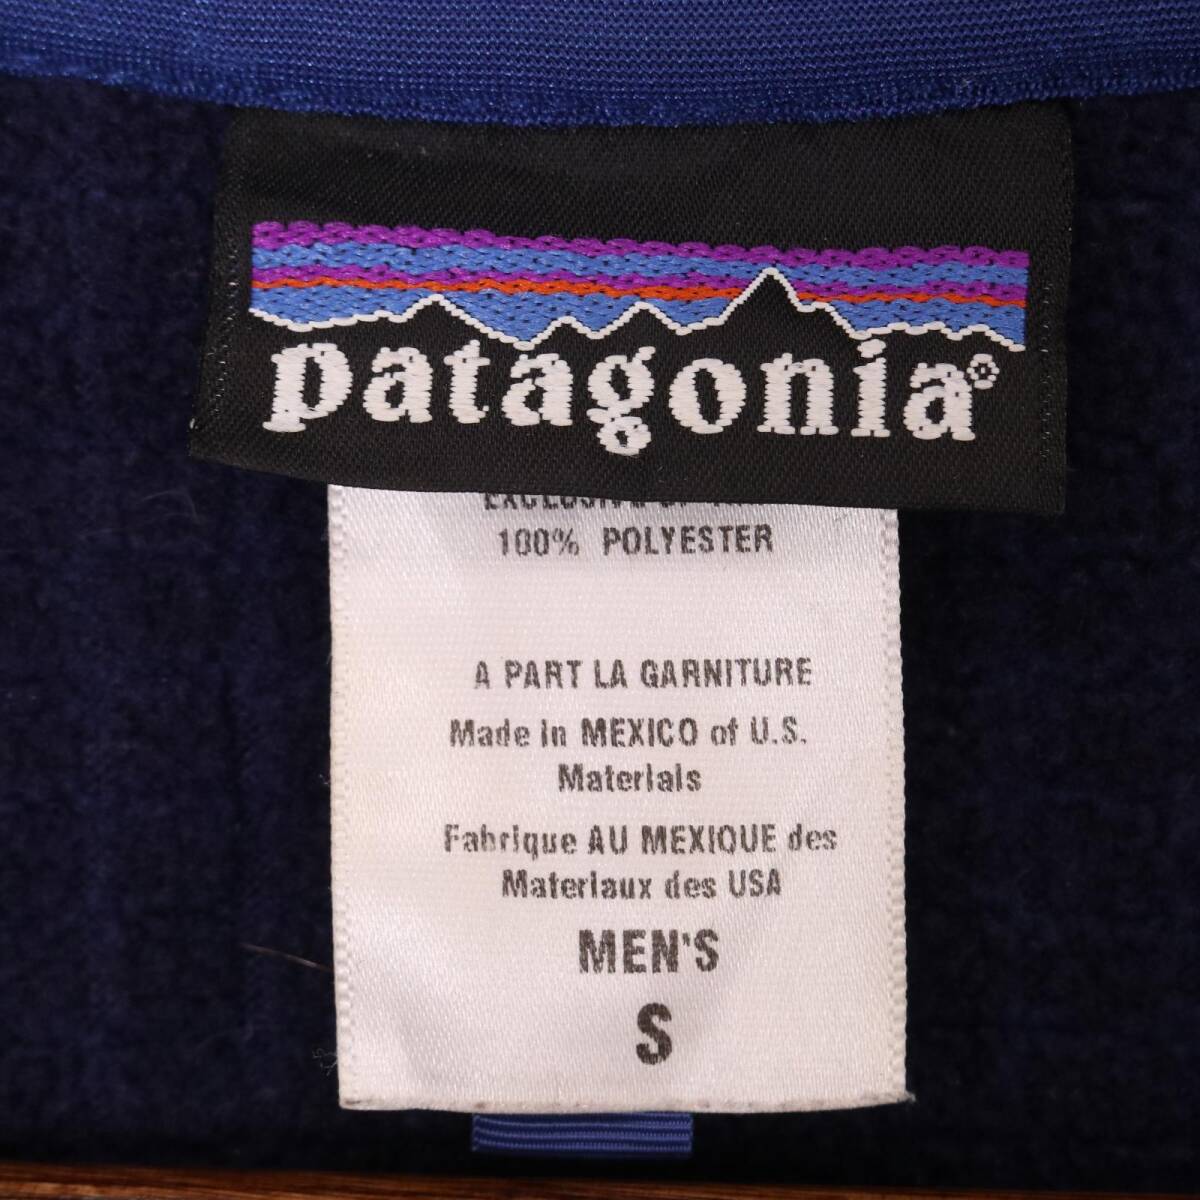 patagonia®
100% POLYESTER
A PART LA GARNITURE
Made in MEXICO of U.S.
Materials
Fabrique AU MEXIQUE des
Materiaux des USA
MEN'S
S